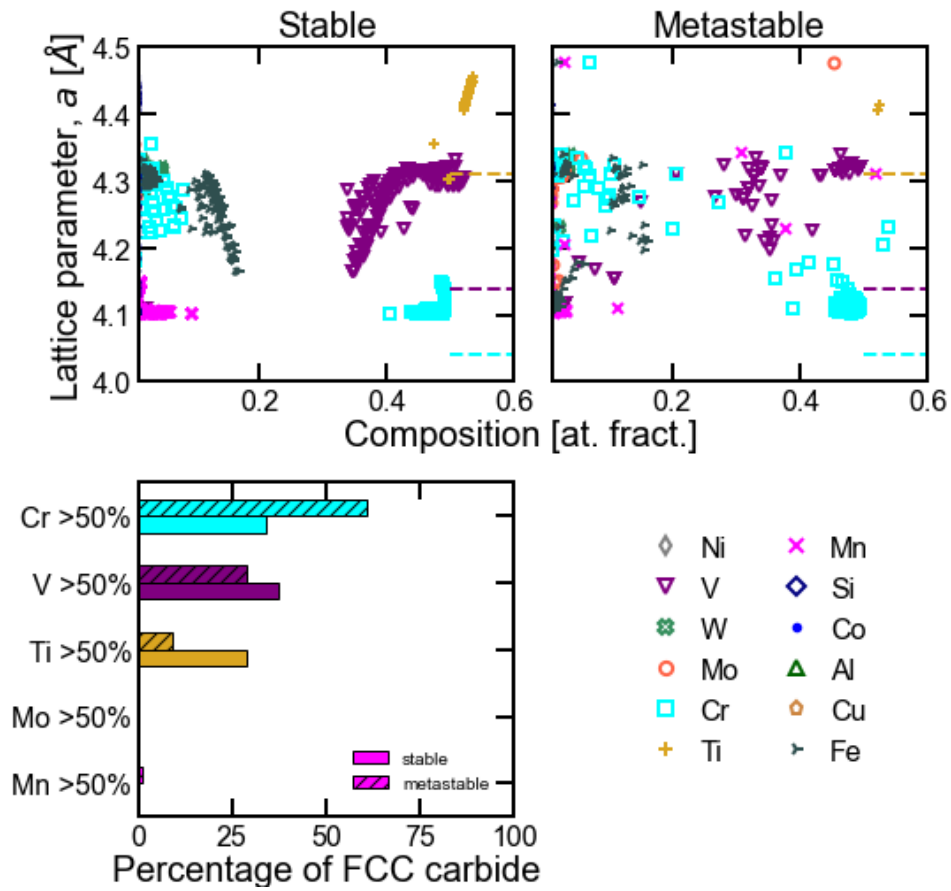 Stable
Metastable
Lattice parameter, a [Å]
4.5
4.4
4.3
4.2
4.1
4.0
0.2
0.4
0.6
0.2
0.4
0.6
Composition [at. fract.]
Cr >50%
V >50%
Ti >50%
Mo >50%
Mn >50%
stable
metastable
0
25
50
75
100
Percentage of FCC carbide
Ni
V
W
Mo
Cr
Ti
Mn
Si
Co
Al
Cu
Fe